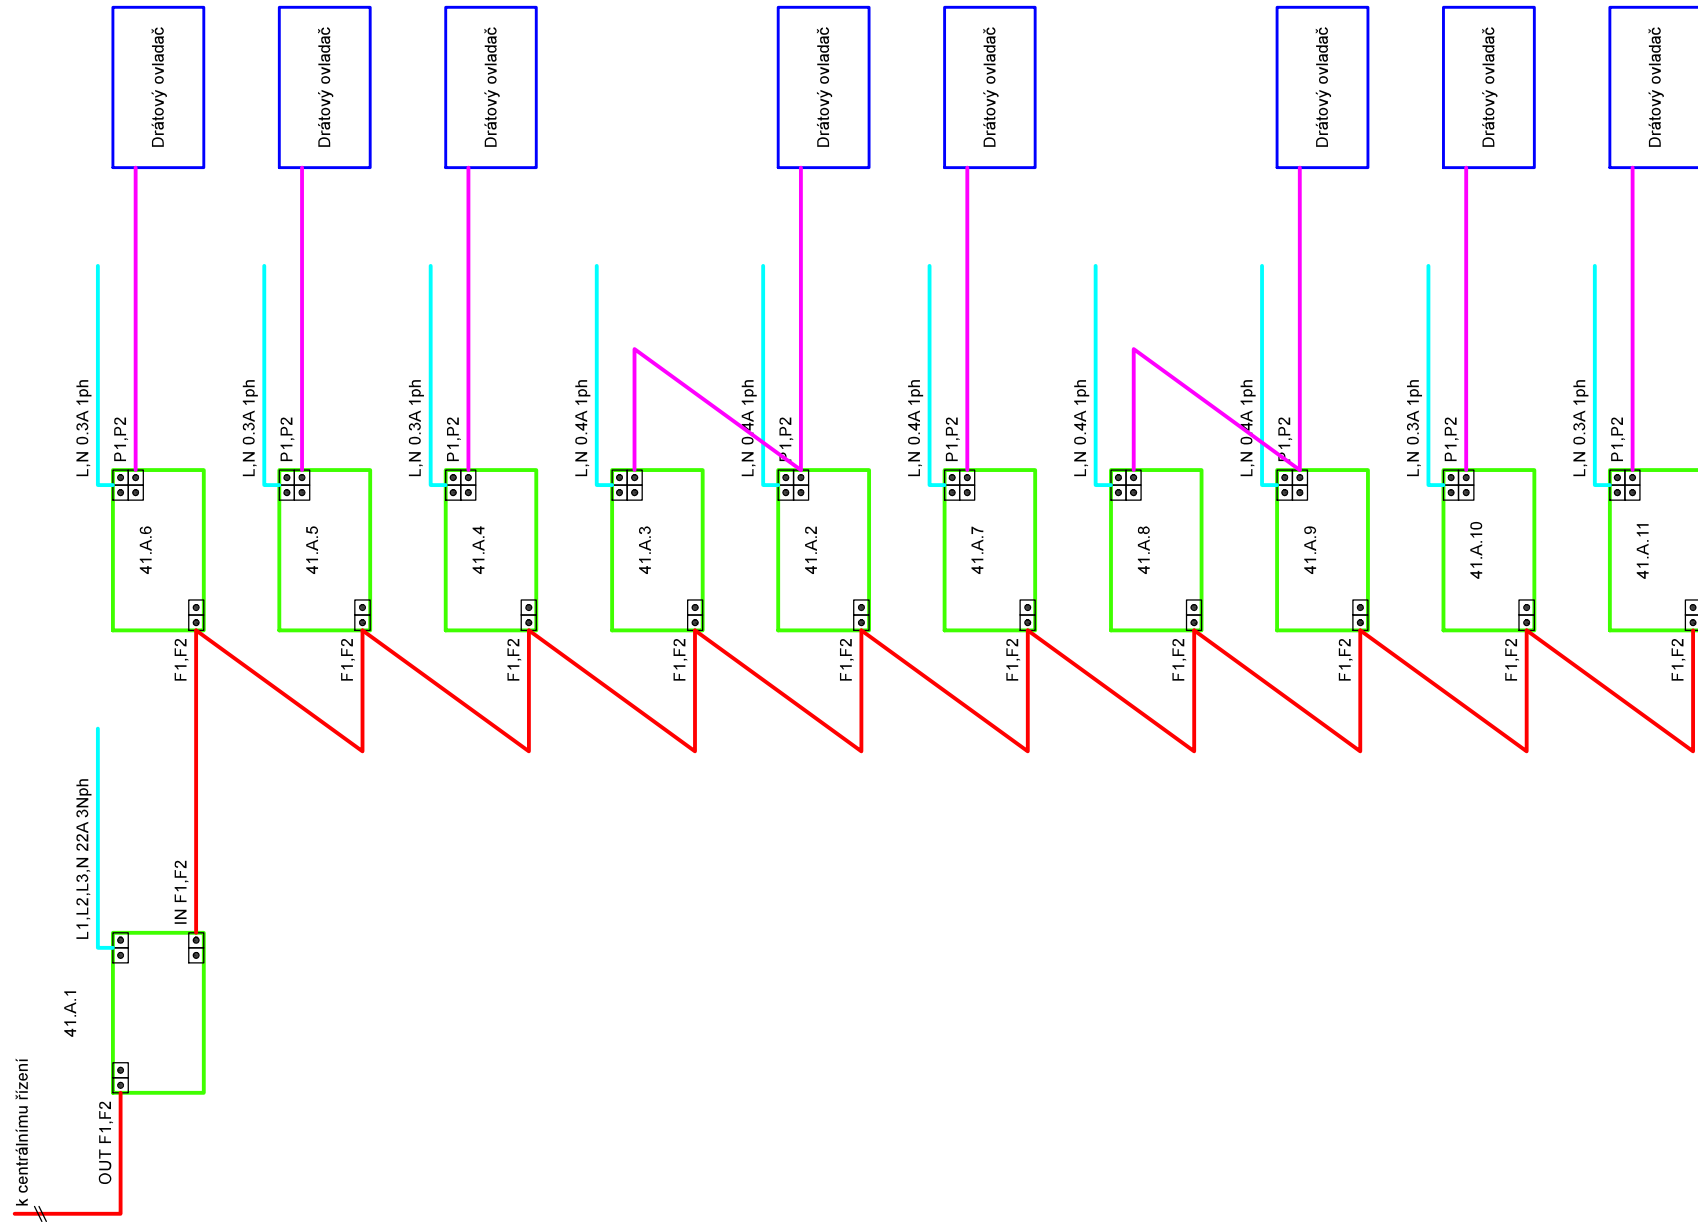 Drátový ovladač
Drátový ovladač
Drátový ovladač
Drátový ovladač
Drátový ovladač
Drátový ovladač
Drátový ovladač
Drátový ovladač
L,N 0.3A 1ph
P1,P2
L,N 0.3A 1ph
P1,P2
L,N 0.3A 1ph
P1,P2
L,N 0.4A 1ph
L,N 0.4A 1ph
P1,P2
L,N 0.4A 1ph
P1,P2
L,N 0.4A 1ph
L,N 0.4A 1ph
P1,P2
L,N 0.3A 1ph
P1,P2
L,N 0.3A 1ph
P1,P2
41.A.6
41.A.5
41.A.4
41.A.3
41.A.2
41.A.7
41.A.8
41.A.9
41.A.10
41.A.11
F1,F2
F1,F2
F1,F2
F1,F2
F1,F2
F1,F2
F1,F2
F1,F2
F1,F2
F1,F2
L1,L2,L3,N 22A 3Nph
IN F1,F2
41.A.1
OUT F1,F2
k centrálnímu řízení